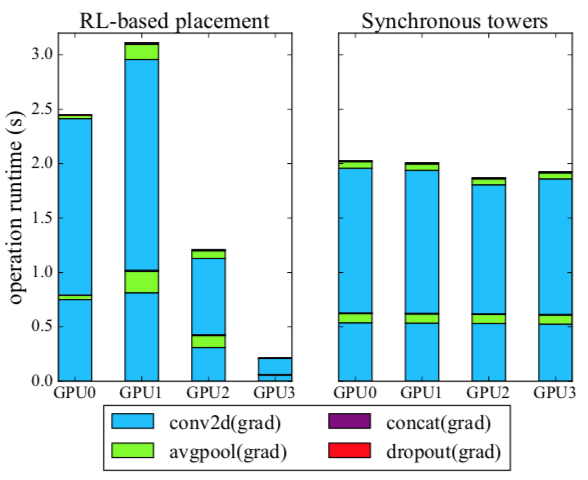 RL-based placement Synchronous towers
operation runtime (s)
3.0
2.5
2.0
1.5
1.0
0.5
0.0
GPU0 GPU1 GPU2 GPU3 GPU0 GPU1 GPU2 GPU3
conv2d(grad) concat(grad)
avgpool(grad) dropout(grad)